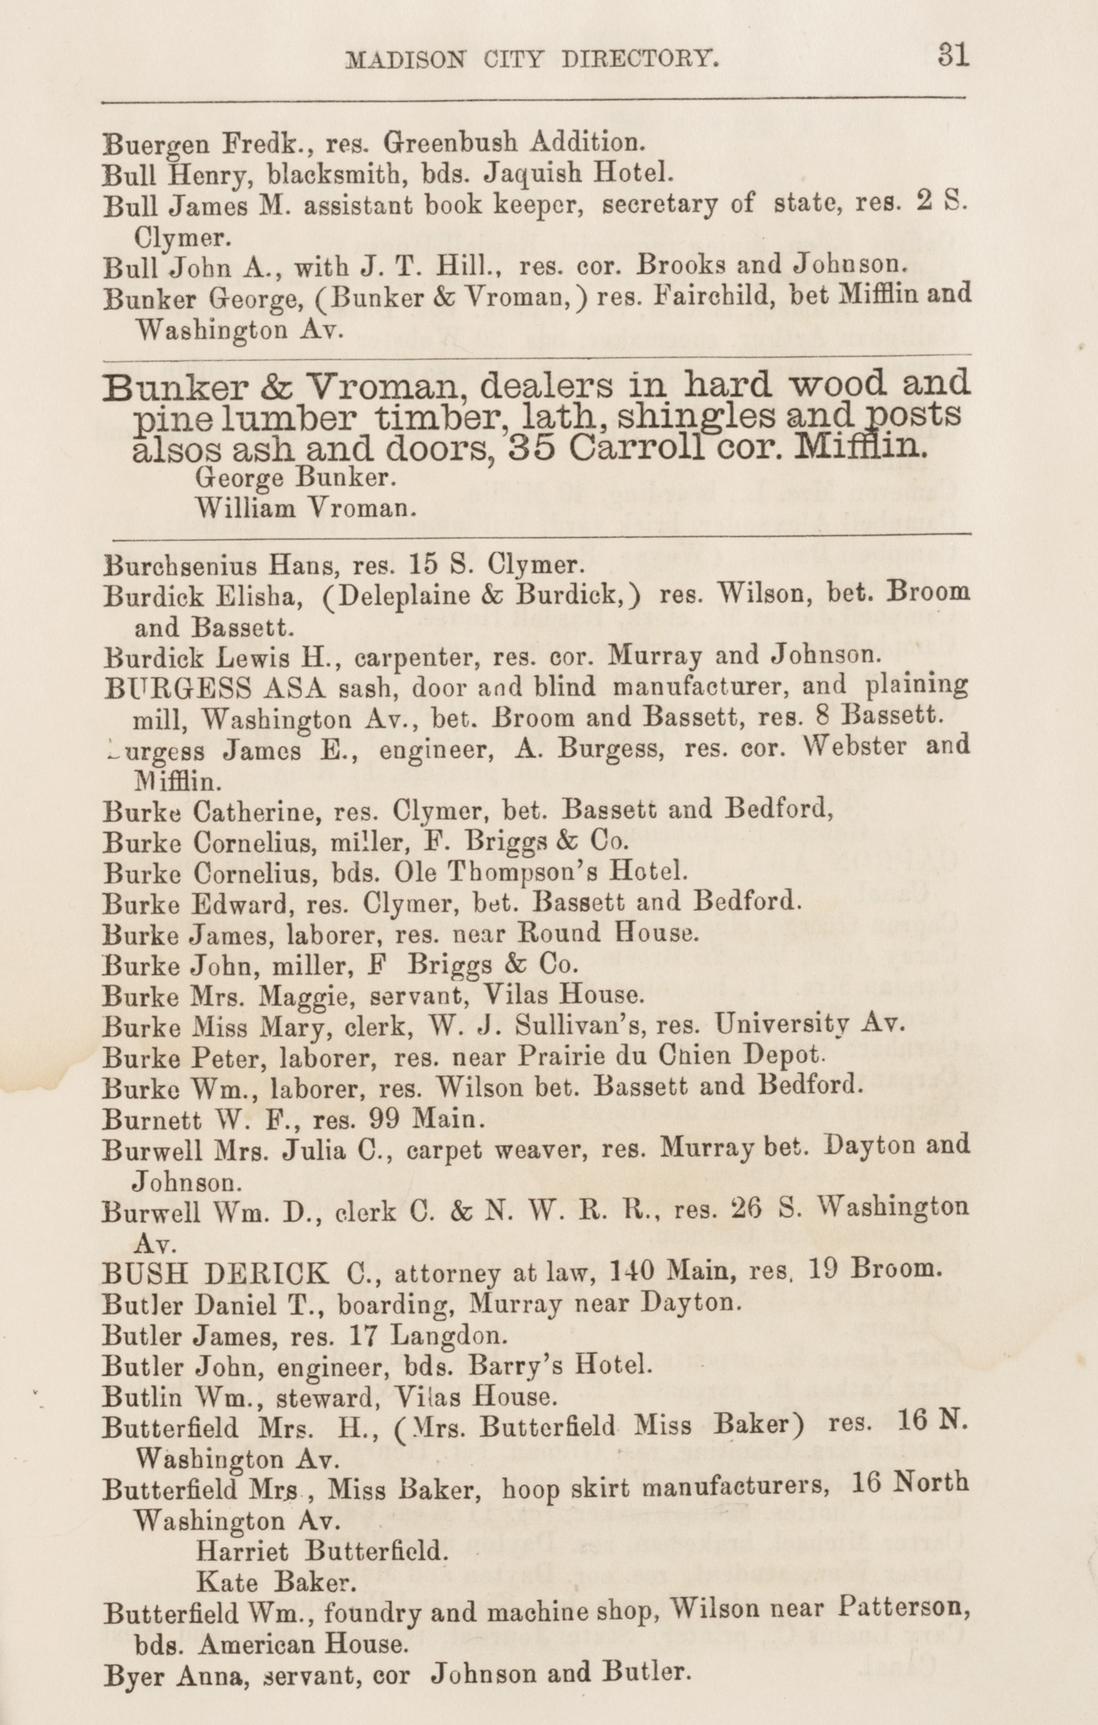 MADISON CITY DIRECTORY. 31
Buergen Fredk., res. Greenbush Addition.
Bull Henry, blacksmith, bds. Jaquish Hotel.
Bull James M. assistant book keeper, secretary of state, res. 2 S.
Clymer.
Bull John A., with J. T. Hill., res. cor. Brooks and Johnson.
Bunker George, (Bunker & Vroman,) res. Fairchild, bet Mifflin and
Washington Av.
Bunker & Vroman, dealers in hard wood and
pine lumber timber, lath, shingles and posts
alsos ash and doors, 35 Carroll cor. Mifflin.
George Bunker.
William Vroman.
Burchsenius Hans, res. 15 S. Clymer.
Burdick Elisha, (Deleplaine & Burdick,) res. Wilson, bet. Broom
and Bassett.
Burdick Lewis H., carpenter, res. cor. Murray and Johnson.
BURGESS ASA sash, door and blind manufacturer, and plaining
mill, Washington Av., bet. Broom and Bassett, res. 8 Bassett.
Burgess James E., engineer, A. Burgess, res. cor. Webster and
Mifflin.
Burke Catherine, res. Clymer, bet. Bassett and Bedford,
Burke Cornelius, miller, F. Briggs & Co.
Burke Cornelius, bds. Ole Thompson's Hotel.
Burke Edward, res. Clymer, bet. Bassett and Bedford.
Burke James, laborer, res. near Round House.
Burke John, miller, F Briggs & Co.
Burke Mrs. Maggie, servant, Vilas House.
Burke Miss Mary, clerk, W. J. Sullivan's, res. University Av.
Burke Peter, laborer, res. near Prairie du Chien Depot.
Burke Wm., laborer, res. Wilson bet. Bassett and Bedford.
Burnett W. F., res. 99 Main.
Burwell Mrs. Julia C., carpet weaver, res. Murray bet. Dayton and
Johnson.
Burwell Wm. D., clerk C. & N. W. R. R., res. 26 S. Washington
Av.
BUSH DERICK C., attorney at law, 140 Main, res. 19 Broom.
Butler Daniel T., boarding, Murray near Dayton.
Butler James, res. 17 Langdon.
Butler John, engineer, bds. Barry's Hotel.
Butlin Wm., steward, Vilas House.
Butterfield Mrs. H., (Mrs. Butterfield Miss Baker) res. 16 N.
Washington Av.
Butterfield Mrs., Miss Baker, hoop skirt manufacturers, 16 North
Washington Av.
Harriet Butterfield.
Kate Baker.
Butterfield Wm., foundry and machine shop, Wilson near Patterson,
bds. American House.
Byer Anna, servant, cor Johnson and Butler.